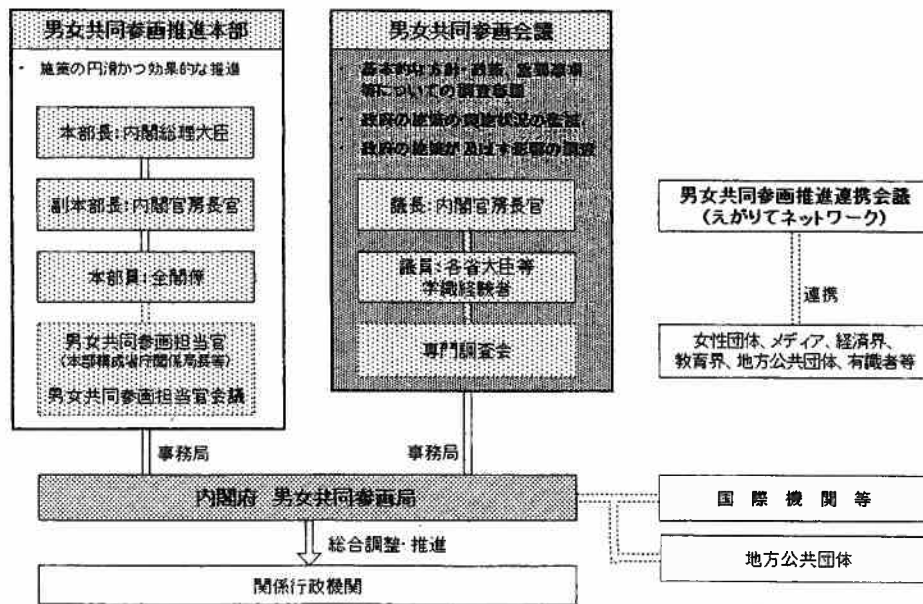 男女共同参画推進本部
・ 施策の円滑かつ効果的な推進
本部長：内閣総理大臣
副本部長：内閣官房長官
本部員：全閣僚
男女共同参画担当官
（本部構成省庁関係局長等）
男女共同参画担当官会議
男女共同参画会議
・ 基本的な方針・政策、重要事項
等についての調査審議
・ 政府の施策の実施状況の監視
・ 政府の施策が及ぼす影響の調査
議長：内閣官房長官
議員：各省大臣等
学識経験者
専門調査会
男女共同参画推進連携会議
（えがりてネットワーク）
連携
女性団体、メディア、経済界、
教育界、地方公共団体、有識者等
事務局
事務局
内閣府 男女共同参画局
国 際 機 関 等
総合調整・推進
地方公共団体
関係行政機関